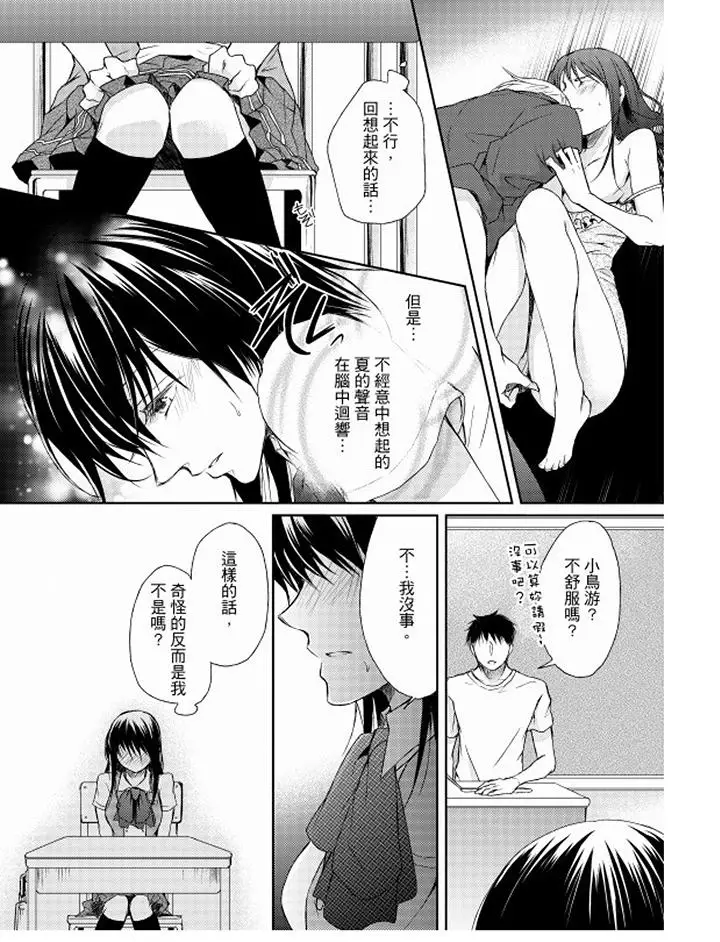 …不行，
回想起來的話…
但是…
不經意中想起的
夏的聲音
在腦中迴響…
小鳥游？
不舒服嗎？
可以算妳請假…
沒事吧？
不…我沒事。
這樣的話，
奇怪的反而是我
不是嗎？